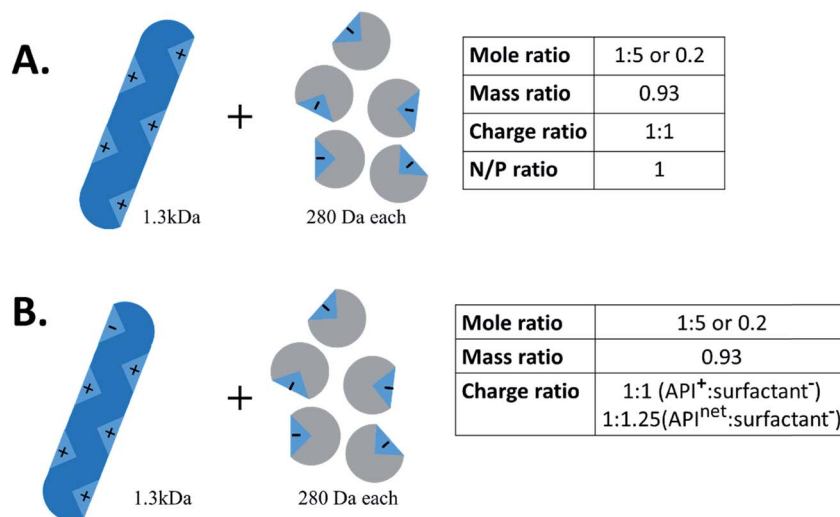 A.
+ + + + +
+
- - - - -
1.3kDa
280 Da each
Mole ratio 1:5 or 0.2
Mass ratio 0.93
Charge ratio 1:1
N/P ratio 1
B.
- + + + + +
+
- - - - -
1.3kDa
280 Da each
Mole ratio 1:5 or 0.2
Mass ratio 0.93
Charge ratio 1:1 (API⁺:surfactant⁻)
1:1.25(APIⁿᵉᵗ:surfactant⁻)